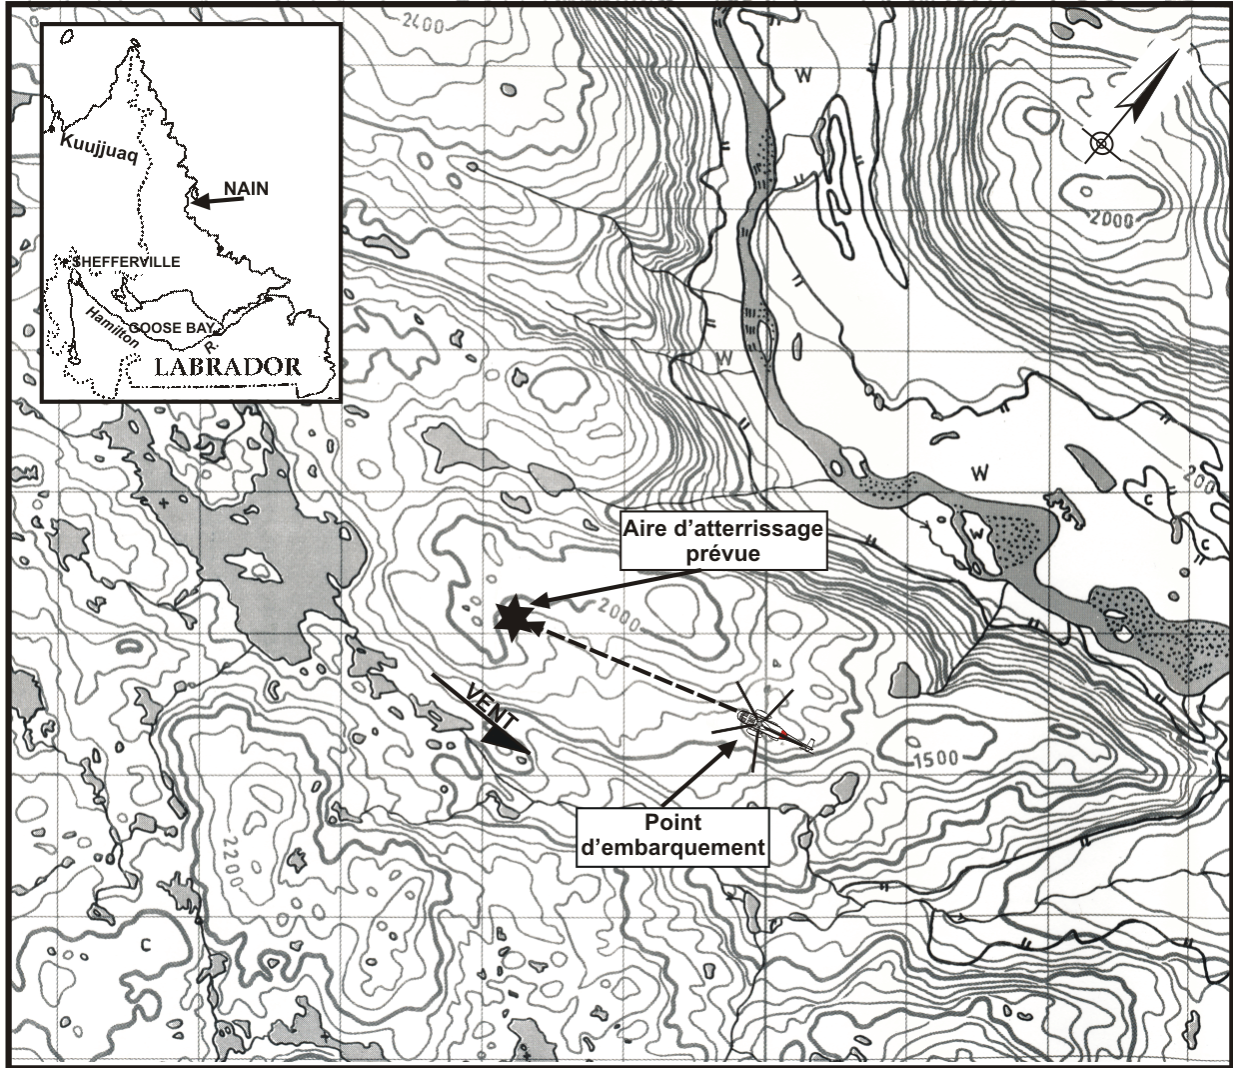 2400
W
2000
Kuujjuaq
NAIN
SHEFFERVILLE
Hamilton
GOOSE BAY
R.
LABRADOR
W
W
200
C
C
W
Aire d'atterrissage
prévue
2000
VENT
1500
Point
d'embarquement
2200
C